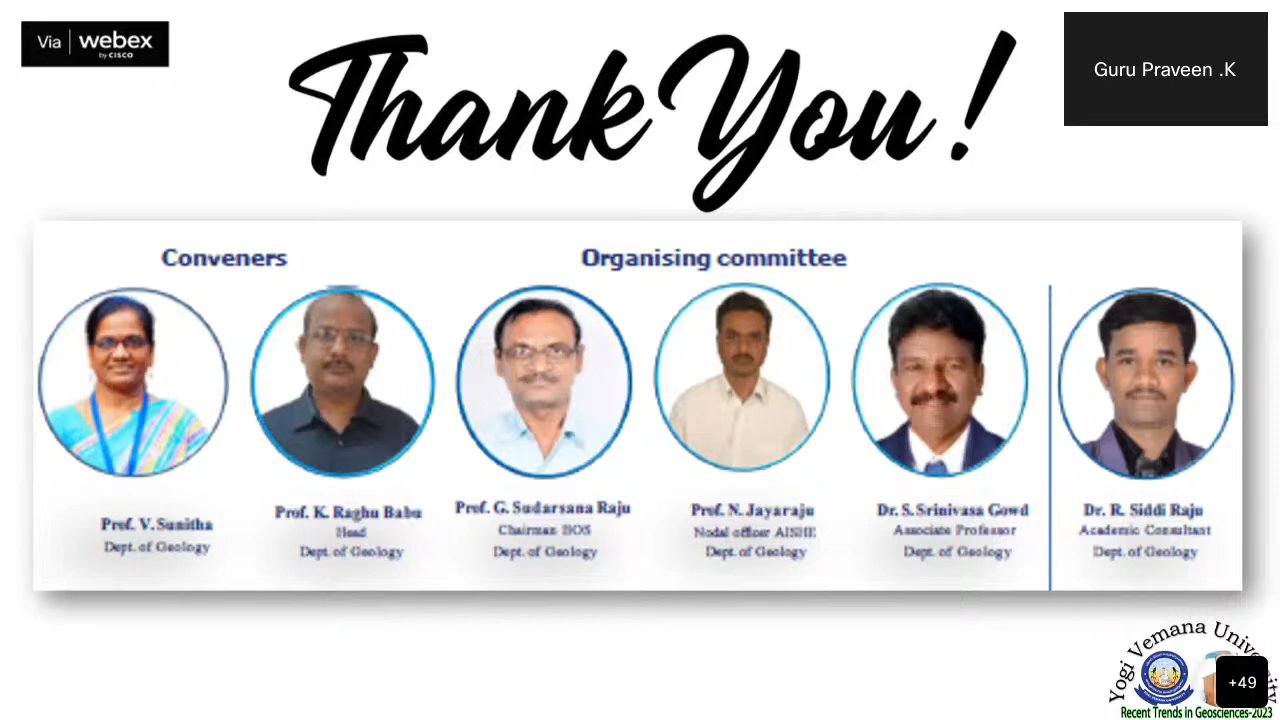 Via webex
by CISCO
Thank You!
Guru Praveen .K
Conveners
Organising committee
Prof. V. Sunitha
Dept. of Geology
Prof. K. Raghu Babu
Head
Dept. of Geology
Prof. G. Sudarsana Raju
Chairman BOS
Dept. of Geology
Prof. N. Jayaraju
Nodal officer AISHE
Dept. of Geology
Dr. S. Srinivasa Gowd
Associate Professor
Dept. of Geology
Dr. R. Siddi Raju
Academic Consultant
Dept. of Geology
Yogi Vemana University
+49
Recent Trends in Geosciences-2023